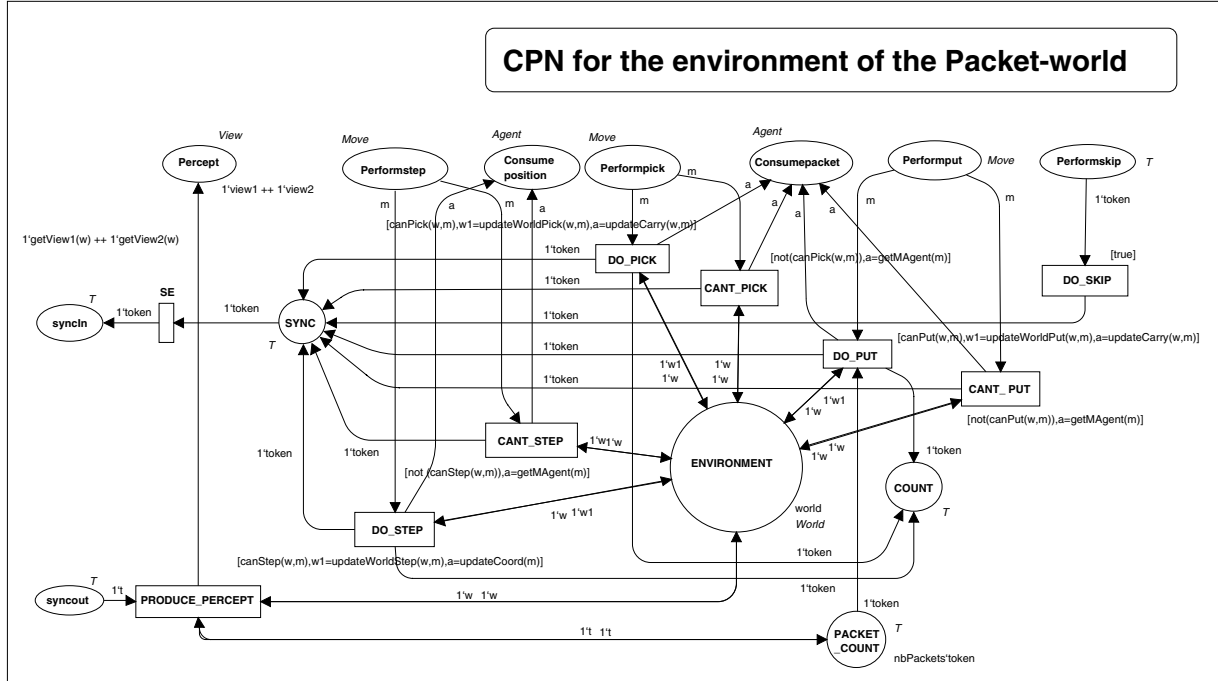 CPN for the environment of the Packet-world
View
Move
Agent
Move
Agent
Percept
Performstep
Consume
position
Performpick
Consumepacket
Performput
Move
Performskip
T
1'view1 ++ 1'view2
m
m
a
a
m
m
a
a
a
a
m
m
1'token
[canPick(w,m),w1=updateWorldPick(w,m),a=updateCarry(w,m)]
1'getView1(w) ++ 1'getView2(w)
1'token
DO_PICK
[not(canPick(w,m)),a=getMAgent(m)]
[true]
CANT_PICK
DO_SKIP
1'token
T
SE
syncIn
1'token
1'token
SYNC
T
1'token
DO_PUT
[canPut(w,m),w1=updateWorldPut(w,m),a=updateCarry(w,m)]
1'w1
1'w
1'w
1'w
1'token
CANT_ PUT
1'w1
1'w
[not(canPut(w,m)),a=getMAgent(m)]
CANT_STEP
1'w
1'w
1'w
1'w
1'token
1'token
ENVIRONMENT
1'token
[not (canStep(w,m)),a=getMAgent(m)]
COUNT
T
world
World
DO_STEP
1'w
1'w1
[canStep(w,m),w1=updateWorldStep(w,m),a=updateCoord(m)]
1'token
T
syncout
1't
PRODUCE_PERCEPT
1'w
1'w
1'token
1'token
1't
1't
PACKET
_COUNT
T
nbPackets'token